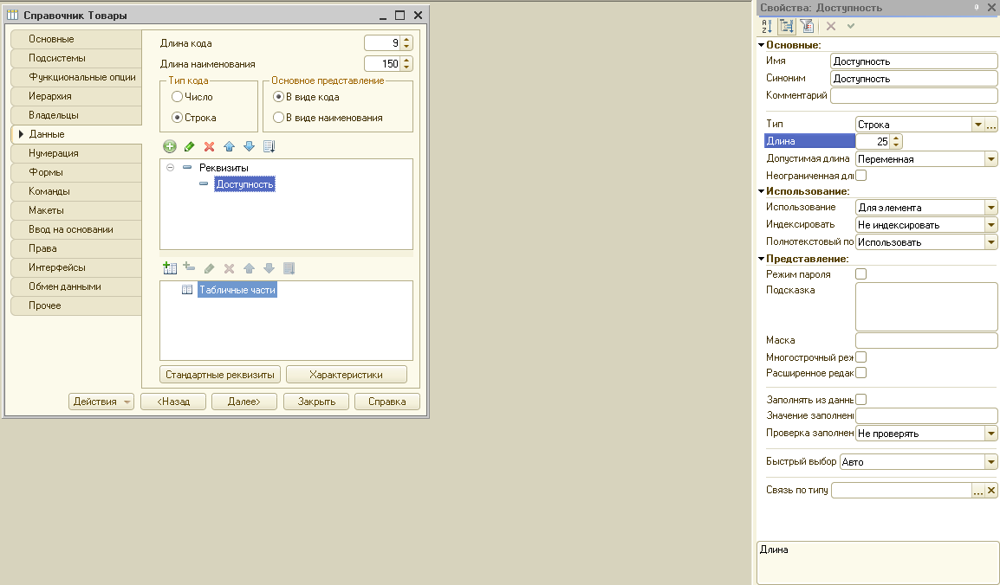 Справочник Товары
Основные
Подсистемы
Функциональные опции
Иерархия
Владельцы
Данные
Нумерация
Формы
Команды
Макеты
Ввод на основании
Права
Интерфейсы
Обмен данными
Прочее
Длина кода 9
Длина наименования 150
Тип кода
Число
Строка
Основное представление
В виде кода
В виде наименования
Реквизиты
Доступность
Табличные части
Стандартные реквизиты Характеристики
Действия <Назад Далее> Закрыть Справка
Свойства: Доступность
Основные:
Имя Доступность
Синоним Доступность
Комментарий
Тип Строка ...
Длина 25
Допустимая длина Переменная
Неограниченная дли
Использование:
Использование Для элемента
Индексировать Не индексировать
Полнотекстовый по Использовать
Представление:
Режим пароля
Подсказка
Маска
Многострочный реж
Расширенное редак
Заполнять из данны
Значение заполнени
Проверка заполнен Не проверять
Быстрый выбор Авто
Связь по типу ...
Длина